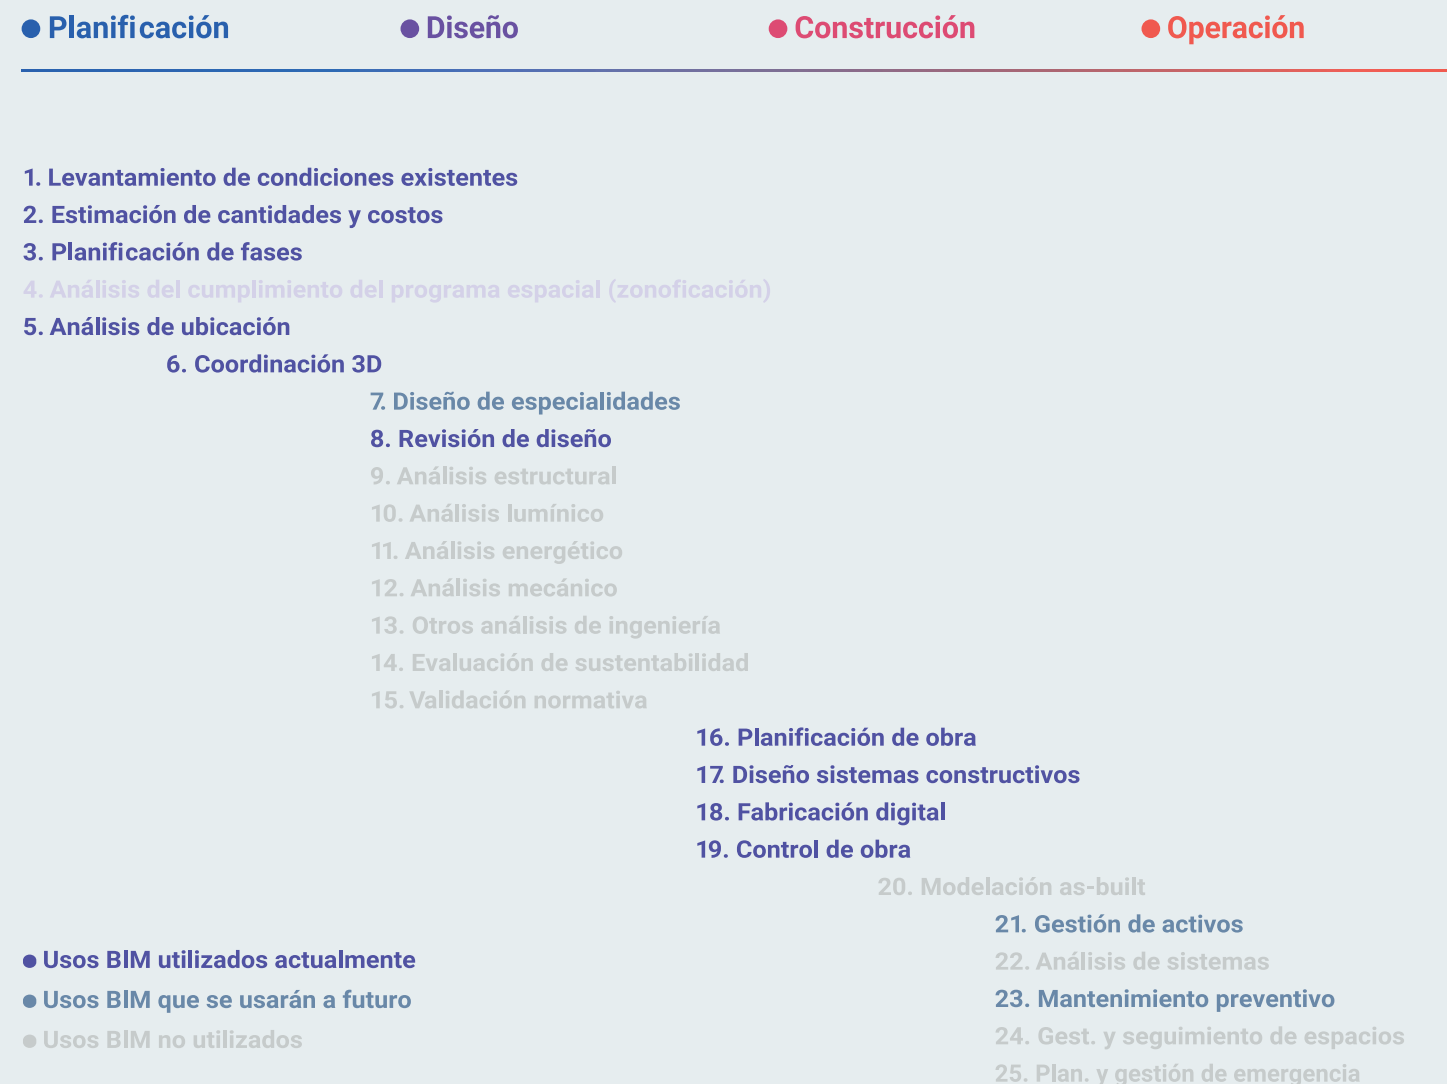 Planificación
Diseño
Construcción
Operación
1. Levantamiento de condiciones existentes
2. Estimación de cantidades y costos
3. Planificación de fases
4. Análisis del cumplimiento del programa espacial (zonoficación)
5. Análisis de ubicación
6. Coordinación 3D
7. Diseño de especialidades
8. Revisión de diseño
9. Análisis estructural
10. Análisis lumínico
11. Análisis energético
12. Análisis mecánico
13. Otros análisis de ingeniería
14. Evaluación de sustentabilidad
15. Validación normativa
16. Planificación de obra
17. Diseño sistemas constructivos
18. Fabricación digital
19. Control de obra
20. Modelación as-built
21. Gestión de activos
22. Análisis de sistemas
23. Mantenimiento preventivo
24. Gest. y seguimiento de espacios
25. Plan. y gestión de emergencia
Usos BIM utilizados actualmente
Usos BIM que se usarán a futuro
Usos BIM no utilizados